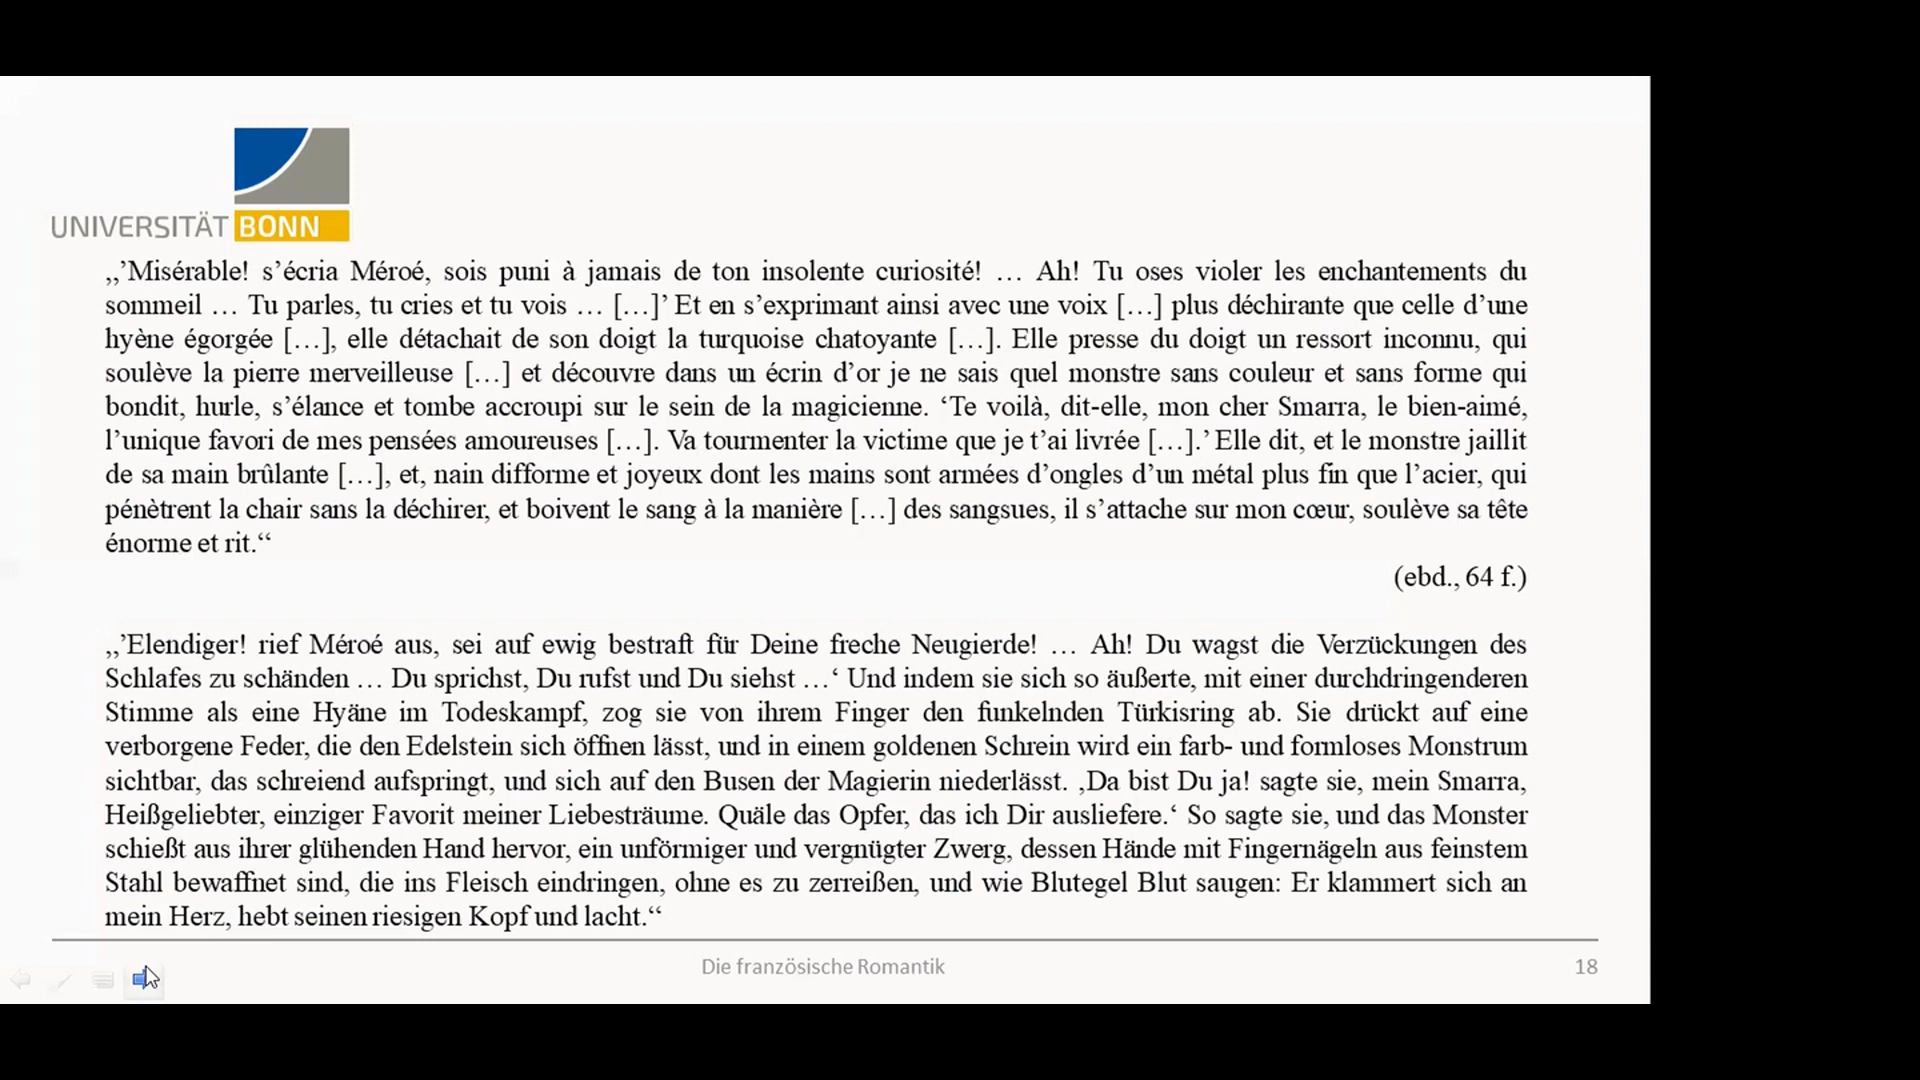 UNIVERSITÄT BONN
,,’Misérable! s’écria Méroé, sois puni à jamais de ton insolente curiosité! … Ah! Tu oses violer les enchantements du
sommeil … Tu parles, tu cries et tu vois … […]’ Et en s’exprimant ainsi avec une voix […] plus déchirante que celle d’une
hyène égorgée […], elle détachait de son doigt la turquoise chatoyante […]. Elle presse du doigt un ressort inconnu, qui
soulève la pierre merveilleuse […] et découvre dans un écrin d’or je ne sais quel monstre sans couleur et sans forme qui
bondit, hurle, s’élance et tombe accroupi sur le sein de la magicienne. ‘Te voilà, dit-elle, mon cher Smarra, le bien-aimé,
l’unique favori de mes pensées amoureuses […]. Va tourmenter la victime que je t’ai livrée […].’ Elle dit, et le monstre jaillit
de sa main brûlante […], et, nain difforme et joyeux dont les mains sont armées d’ongles d’un métal plus fin que l’acier, qui
pénètrent la chair sans la déchirer, et boivent le sang à la manière […] des sangsues, il s’attache sur mon cœur, soulève sa tête
énorme et rit.“
(ebd., 64 f.)
,,’Elendiger! rief Méroé aus, sei auf ewig bestraft für Deine freche Neugierde! … Ah! Du wagst die Verzückungen des
Schlafes zu schänden … Du sprichst, Du rufst und Du siehst …‘ Und indem sie sich so äußerte, mit einer durchdringenderen
Stimme als eine Hyäne im Todeskampf, zog sie von ihrem Finger den funkelnden Türkisring ab. Sie drückt auf eine
verborgene Feder, die den Edelstein sich öffnen lässt, und in einem goldenen Schrein wird ein farb- und formloses Monstrum
sichtbar, das schreiend aufspringt, und sich auf den Busen der Magierin niederlässt. ‚Da bist Du ja! sagte sie, mein Smarra,
Heißgeliebter, einziger Favorit meiner Liebesträume. Quäle das Opfer, das ich Dir ausliefere.‘ So sagte sie, und das Monster
schießt aus ihrer glühenden Hand hervor, ein unförmiger und vergnügter Zwerg, dessen Hände mit Fingernägeln aus feinstem
Stahl bewaffnet sind, die ins Fleisch eindringen, ohne es zu zerreißen, und wie Blutegel Blut saugen: Er klammert sich an
mein Herz, hebt seinen riesigen Kopf und lacht.“
Die französische Romantik
18